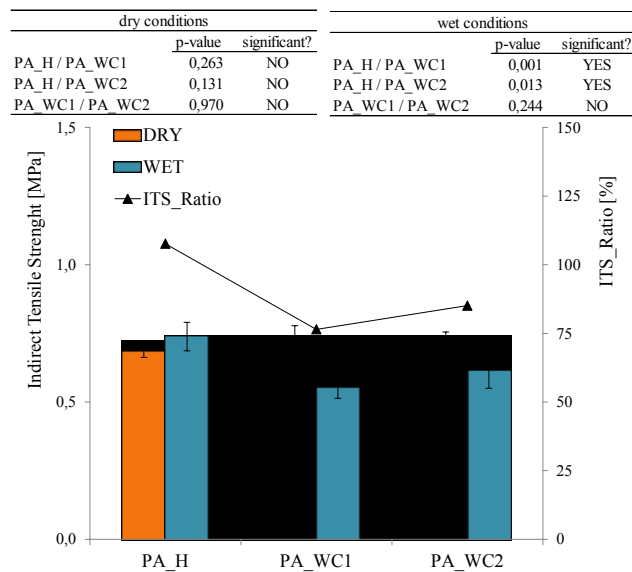 dry conditions
p-value significant?
PA_H / PA_WC1 0,263 NO
PA_H / PA_WC2 0,131 NO
PA_WC1 / PA_WC2 0,970 NO
wet conditions
p-value significant?
PA_H / PA_WC1 0,001 YES
PA_H / PA_WC2 0,013 YES
PA_WC1 / PA_WC2 0,244 NO
Indirect Tensile Strenght [MPa]
1,5
1,0
0,5
0,0
DRY
WET
ITS_Ratio
150
125
100
75
50
25
0
ITS_Ratio [%]
PA_H PA_WC1 PA_WC2